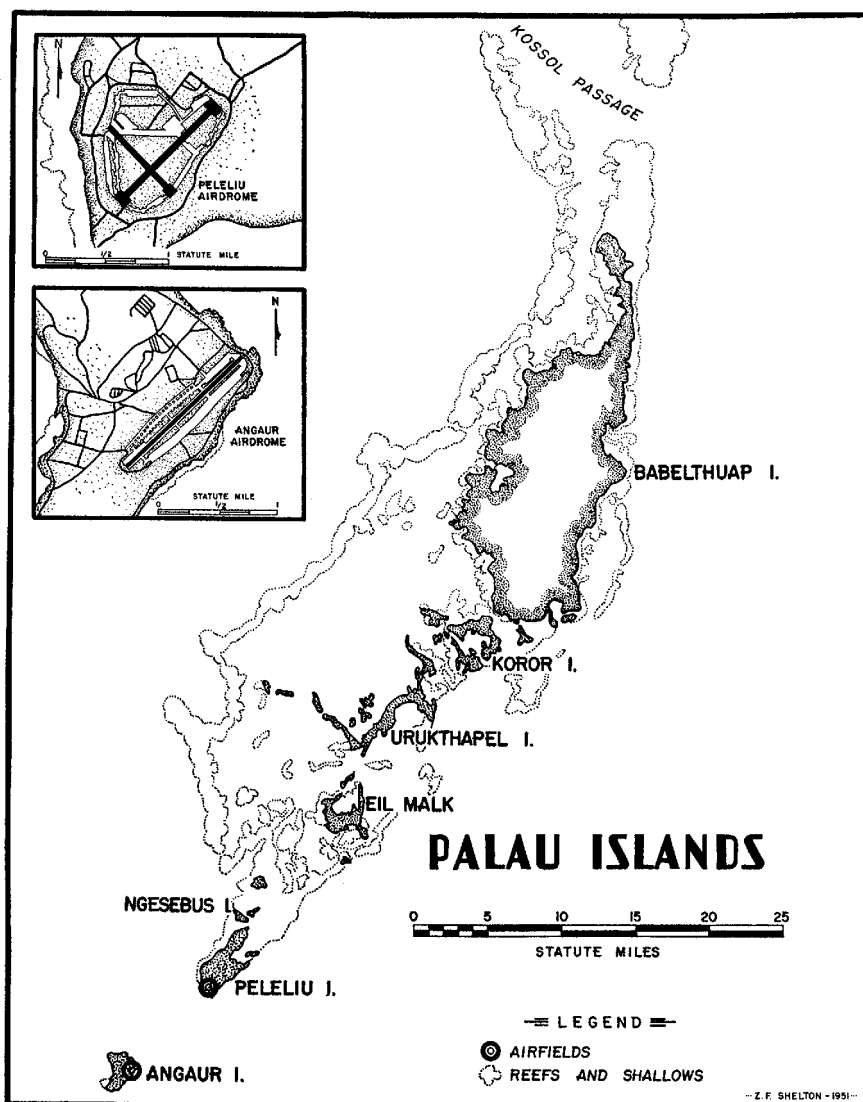 N
PELELIU
AIRDROME
0 1/2 1
STATUTE MILE
N
ANGAUR
AIRDROME
STATUTE MILE
0 1/2 1
KOSSOL
PASSAGE
BABELTHUAP I.
KOROR I.
URUKTHAPEL I.
EIL MALK
PALAU ISLANDS
NGESEBUS I.
0 5 10 15 20 25
STATUTE MILES
PELELIU I.
LEGEND
AIRFIELDS
REEFS AND SHALLOWS
ANGAUR I.
-- Z. F. SHELTON - 1951 --